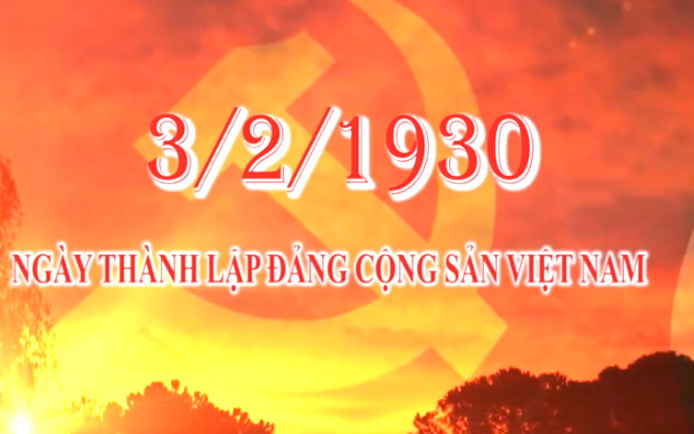 3/2/1930
NGÀY THÀNH LẬP ĐẢNG CỘNG SẢN VIỆT NAM